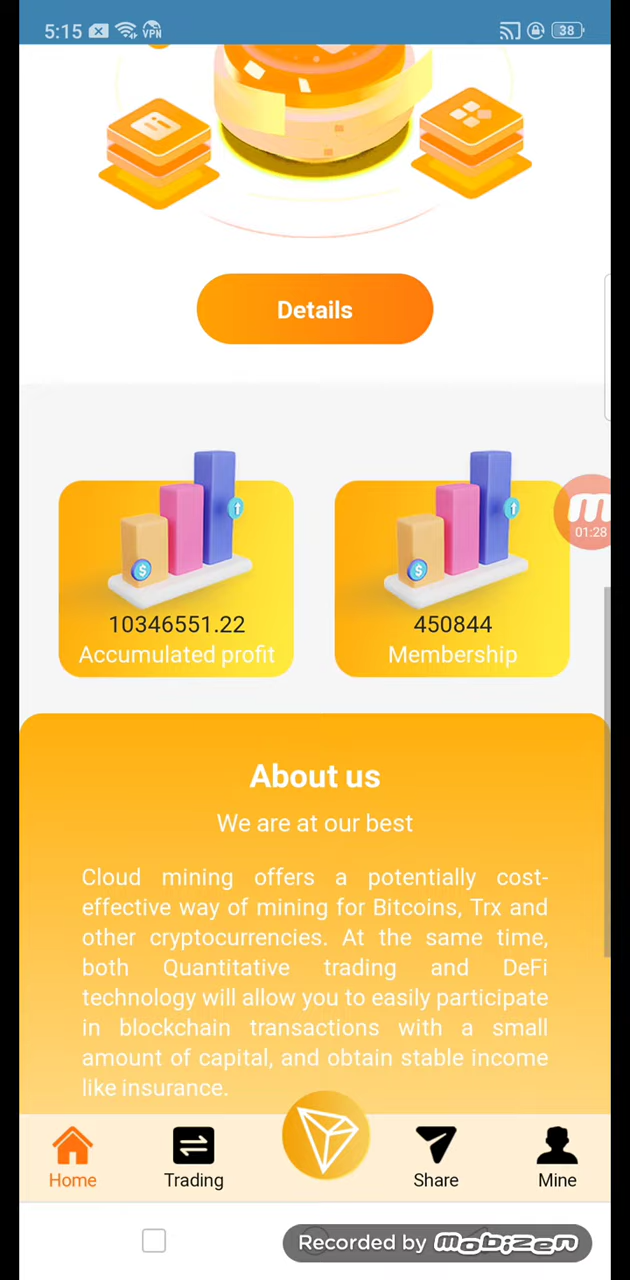 5:15
VPN
38
Details
01:28
10346551.22
Accumulated profit
450844
Membership
About us
We are at our best
Cloud mining offers a potentially cost-
effective way of mining for Bitcoins, Trx and
other cryptocurrencies. At the same time,
both Quantitative trading and DeFi
technology will allow you to easily participate
in blockchain transactions with a small
amount of capital, and obtain stable income
like insurance.
Home
Trading
Share
Mine
Recorded by mobizen